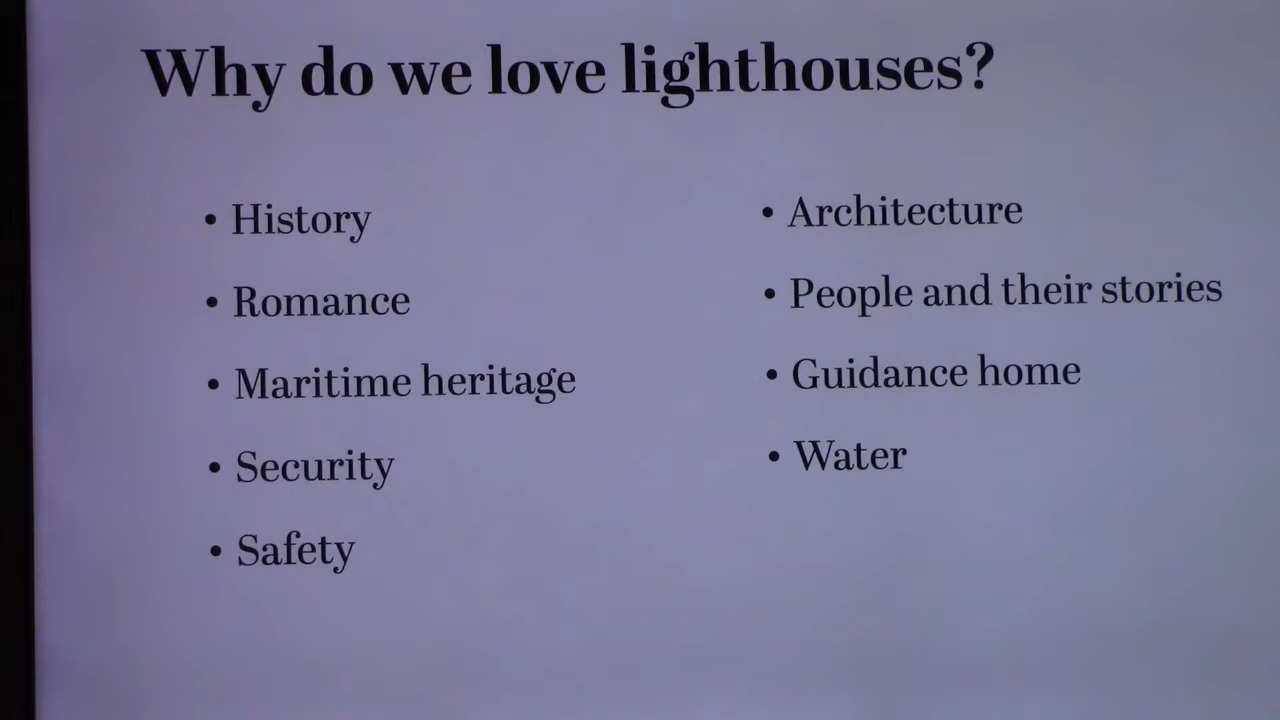 Why do we love lighthouses?
• History
• Romance
• Maritime heritage
• Security
• Safety
• Architecture
• People and their stories
• Guidance home
• Water